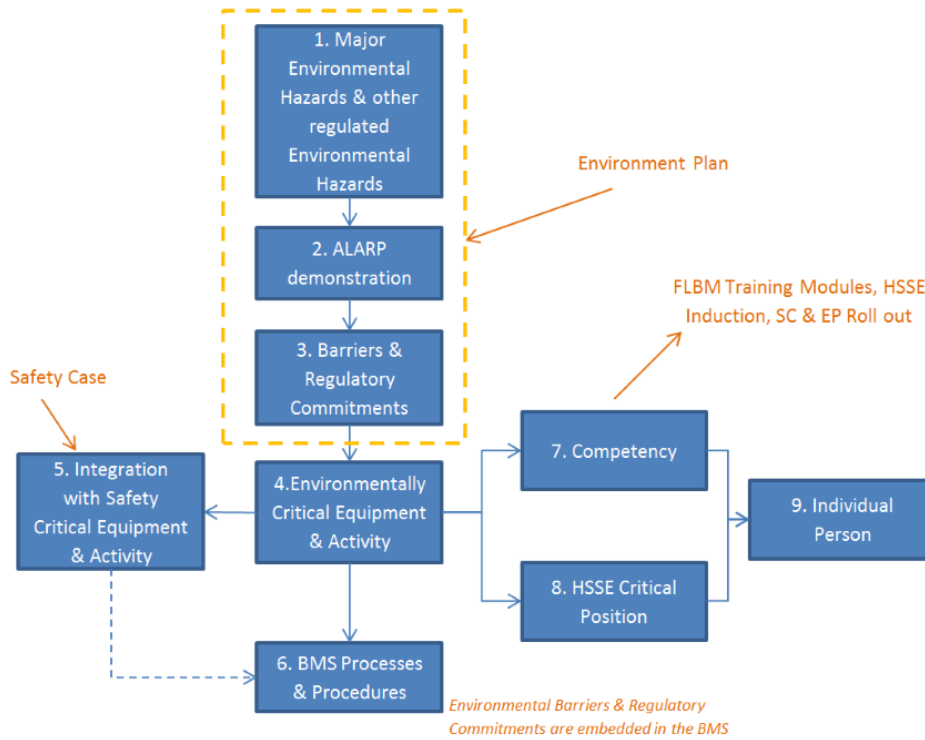 1. Major
Environmental
Hazards & other
regulated
Environmental
Hazards
Environment Plan
2. ALARP
demonstration
FLBM Training Modules, HSSE
Induction, SC & EP Roll out
3. Barriers &
Regulatory
Commitments
Safety Case
5. Integration
with Safety
Critical Equipment
& Activity
4.Environmentally
Critical Equipment
& Activity
7. Competency
9. Individual
Person
8. HSSE Critical
Position
6. BMS Processes
& Procedures
Environmental Barriers & Regulatory
Commitments are embedded in the BMS